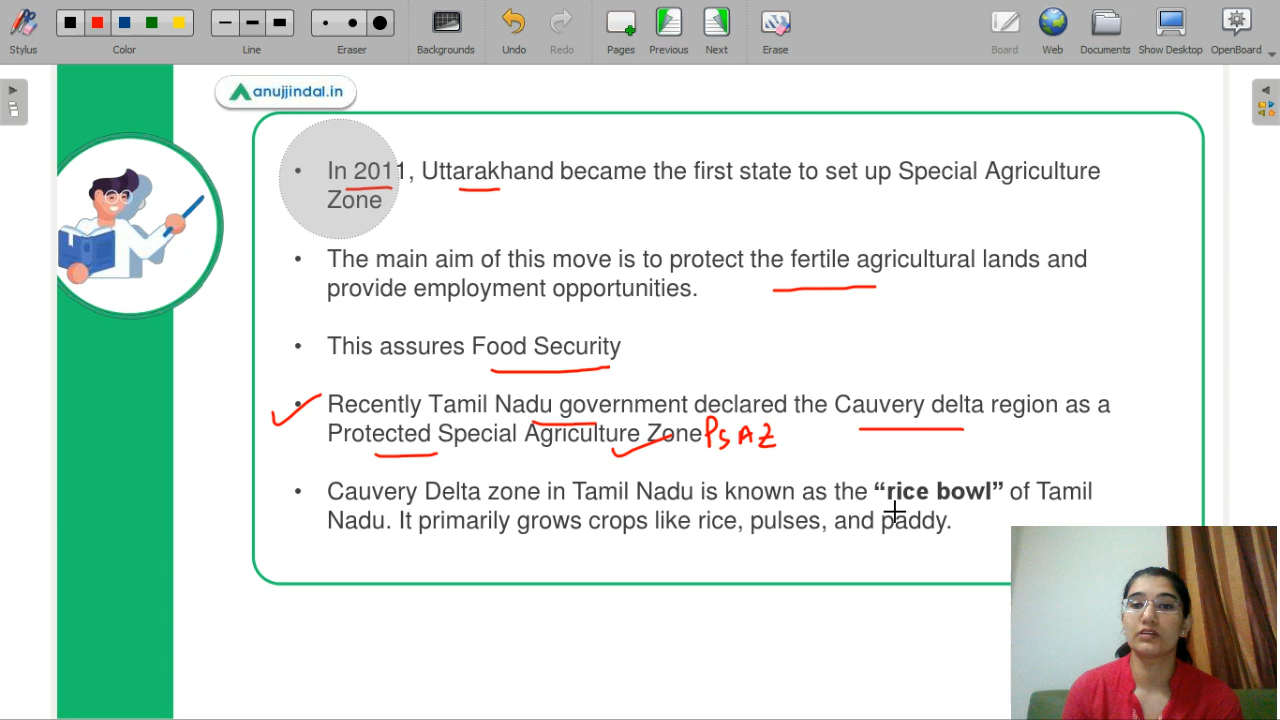 Stylus
Color
Line
Eraser
Backgrounds
Undo
Redo
Pages
Previous
Next
Erase
Board
Web
Documents
Show Desktop
OpenBoard
anujjindal.in
• In 2011, Uttarakhand became the first state to set up Special Agriculture
Zone
• The main aim of this move is to protect the fertile agricultural lands and
provide employment opportunities.
• This assures Food Security
• Recently Tamil Nadu government declared the Cauvery delta region as a
Protected Special Agriculture Zone PSAZ
• Cauvery Delta zone in Tamil Nadu is known as the “rice bowl” of Tamil
Nadu. It primarily grows crops like rice, pulses, and paddy.